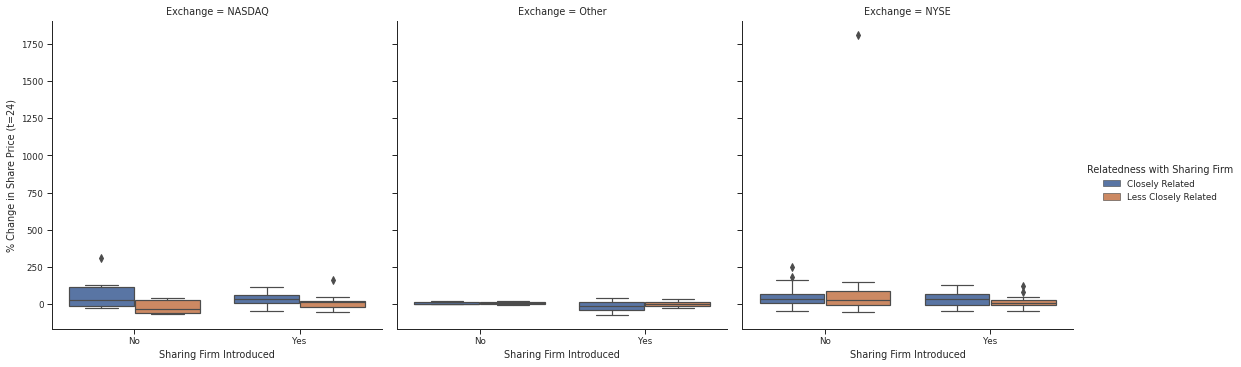 Exchange = NASDAQ
Exchange = Other
Exchange = NYSE
% Change in Share Price (t=24)
1750
1500
1250
1000
750
500
250
0
No
Yes
Sharing Firm Introduced
No
Yes
Sharing Firm Introduced
No
Yes
Sharing Firm Introduced
Relatedness with Sharing Firm
Closely Related
Less Closely Related